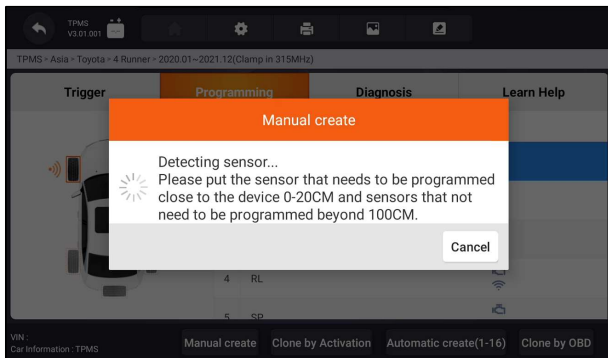 TPMS
V3.01.001
TPMS > Asia > Toyota > 4 Runner > 2020.01~2021.12(Clamp in 315MHz)
Trigger
Programming
Diagnosis
Learn Help
Manual create
Detecting sensor...
Please put the sensor that needs to be programmed
close to the device 0-20CM and sensors that not
need to be programmed beyond 100CM.
Cancel
4 RL
5 SP
VIN :
Car Information : TPMS
Manual create
Clone by Activation
Automatic create(1-16)
Clone by OBD